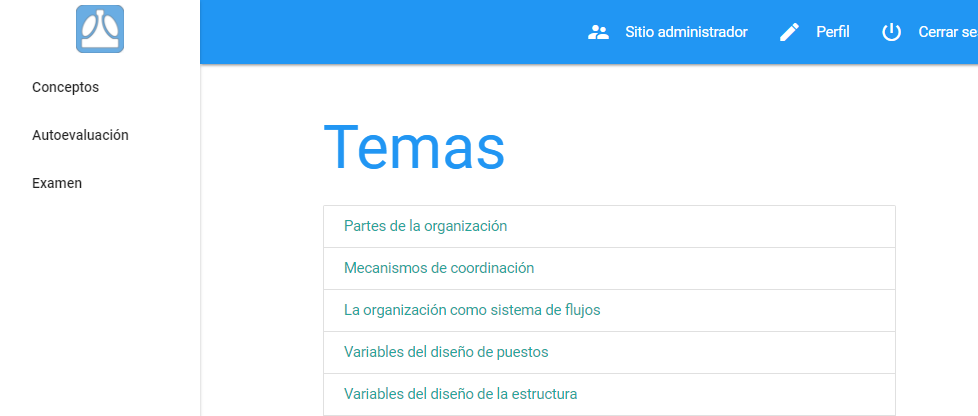 Sitio administrador
Perfil
Cerrar
Conceptos
Autoevaluación
Examen
Temas
Partes de la organización
Mecanismos de coordinación
La organización como sistema de flujos
Variables del diseño de puestos
Variables del diseño de la estructura